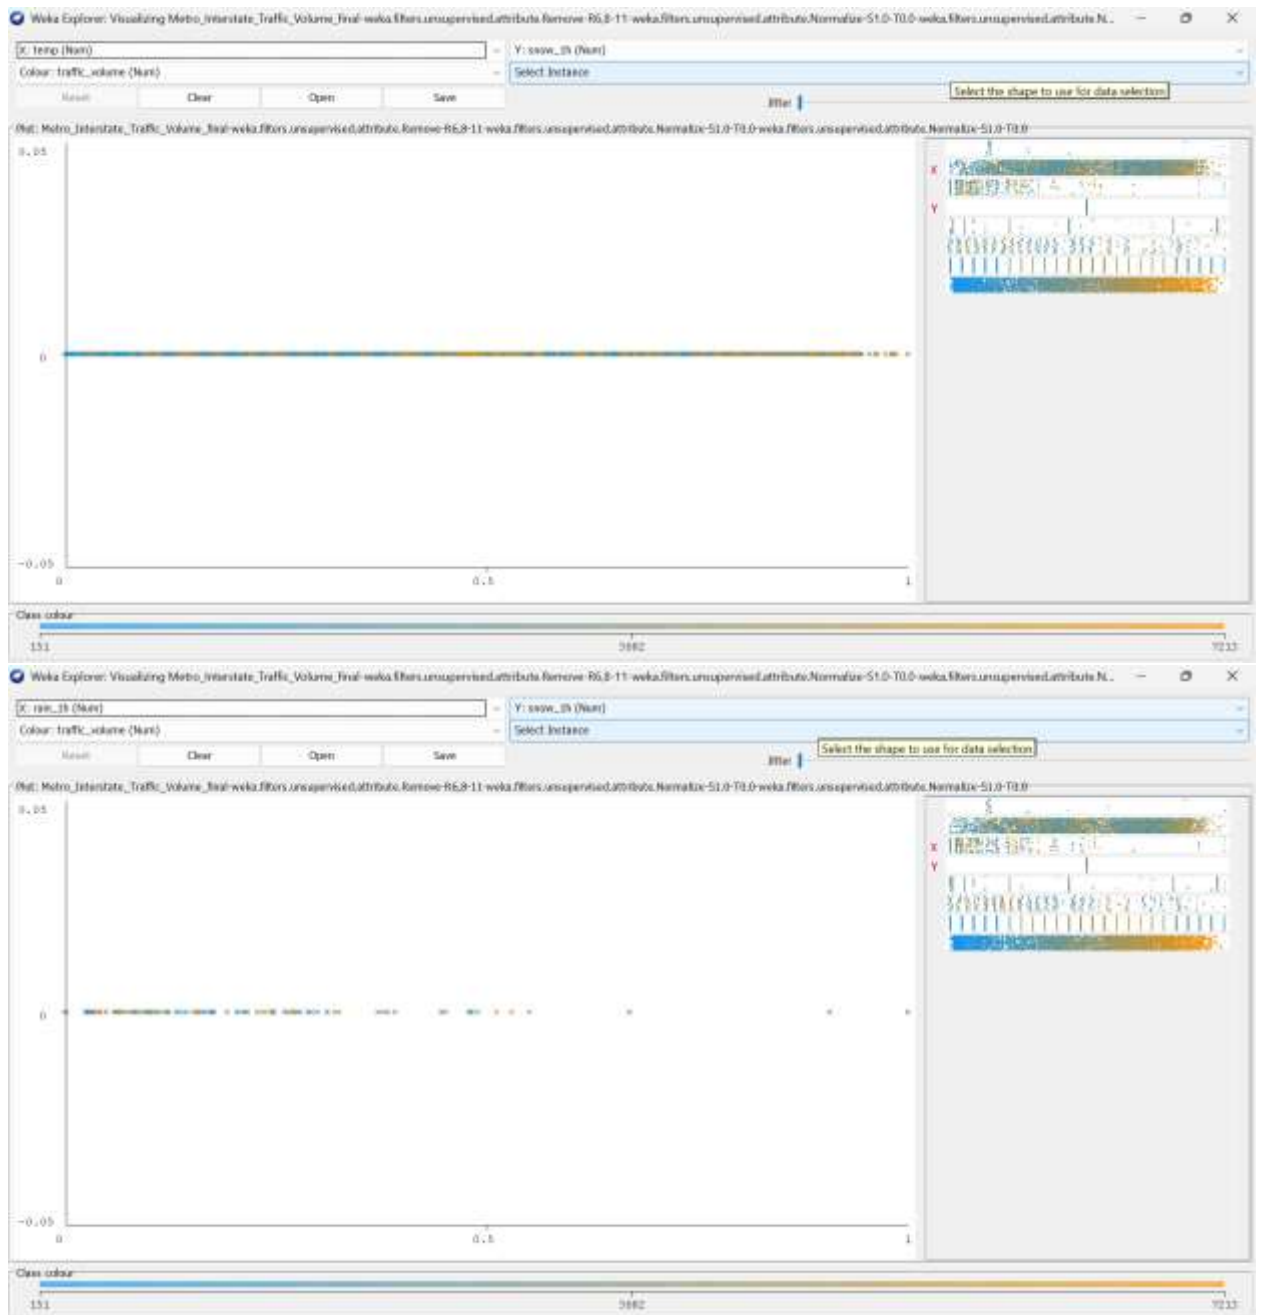 Weka Explorer: Visualizing Metro_Interstate_Traffic_Volume_final-weka.filters.unsupervised.attribute.Remove-R6,8-11-weka.filters.unsupervised.attribute.Normalize-S1.0-T0.0-weka.filters.unsupervised.attribute.N...
X: temp (Num)
Y: snow_1h (Num)
Colour: traffic_volume (Num)
Select Instance
Reset
Clear
Open
Save
Jitter
Select the shape to use for data selection
Plot: Metro_Interstate_Traffic_Volume_final-weka.filters.unsupervised.attribute.Remove-R6,8-11-weka.filters.unsupervised.attribute.Normalize-S1.0-T0.0-weka.filters.unsupervised.attribute.Normalize-S1.0-T0.0
0.05
X
Y
0
-0.05
0
0.5
1
Class colour
151
3682
7213
Weka Explorer: Visualizing Metro_Interstate_Traffic_Volume_final-weka.filters.unsupervised.attribute.Remove-R6,8-11-weka.filters.unsupervised.attribute.Normalize-S1.0-T0.0-weka.filters.unsupervised.attribute.N...
X: rain_1h (Num)
Y: snow_1h (Num)
Colour: traffic_volume (Num)
Select Instance
Reset
Clear
Open
Save
Jitter
Select the shape to use for data selection
Plot: Metro_Interstate_Traffic_Volume_final-weka.filters.unsupervised.attribute.Remove-R6,8-11-weka.filters.unsupervised.attribute.Normalize-S1.0-T0.0-weka.filters.unsupervised.attribute.Normalize-S1.0-T0.0
0.05
X
Y
0
-0.05
0
0.5
1
Class colour
151
3682
7213